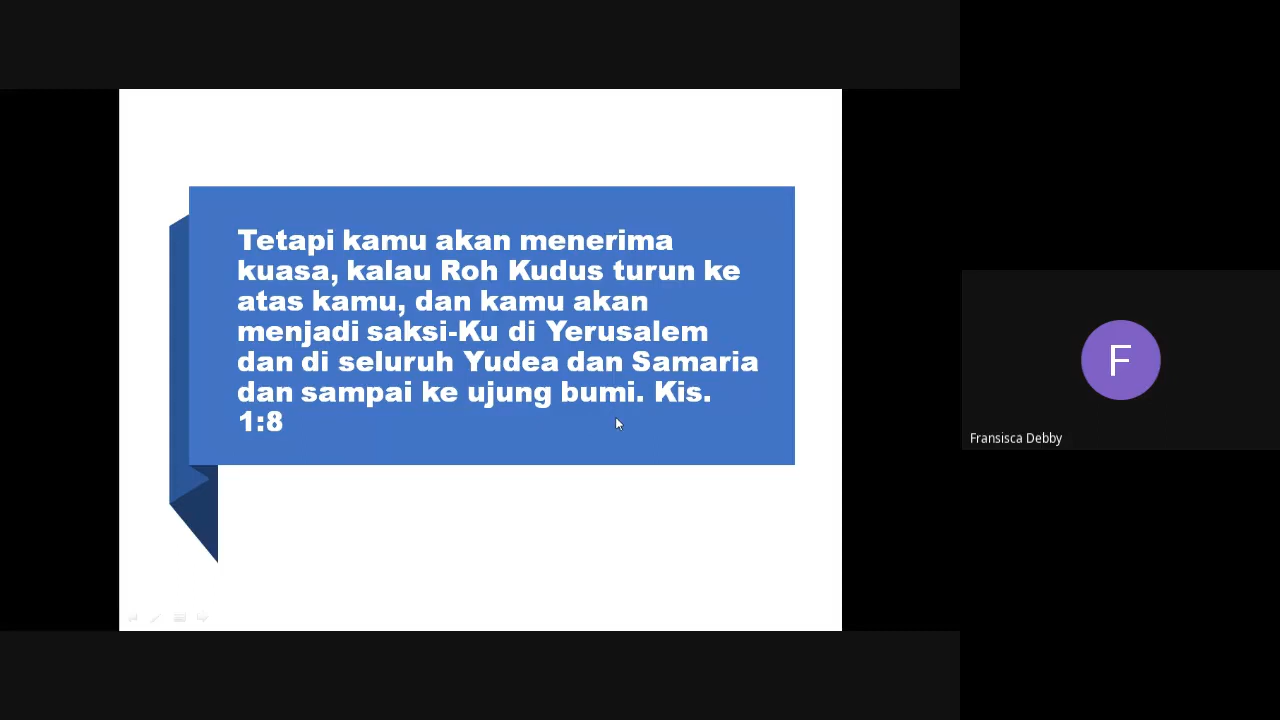 Tetapi kamu akan menerima
kuasa, kalau Roh Kudus turun ke
atas kamu, dan kamu akan
menjadi saksi-Ku di Yerusalem
dan di seluruh Yudea dan Samaria
dan sampai ke ujung bumi. Kis.
1:8
F
Fransisca Debby